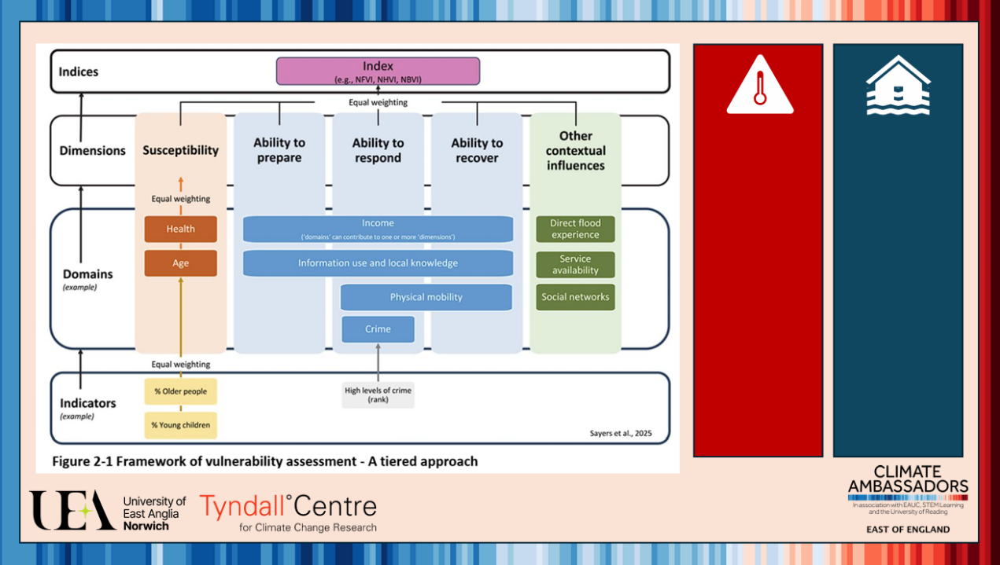 Indices
Index
(e.g., NFVI, NHVI, NBVI)
Equal weighting
Dimensions
Susceptibility
Ability to
prepare
Ability to
respond
Ability to
recover
Other
contextual
influences
Equal weighting
Domains
(example)
Health
Age
Income
('domains' can contribute to one or more 'dimensions')
Information use and local knowledge
Physical mobility
Crime
Direct flood
experience
Service
availability
Social networks
Equal weighting
Indicators
(example)
% Older people
% Young children
High levels of crime
(rank)
Sayers et al., 2025
Figure 2-1 Framework of vulnerability assessment - A tiered approach
UEA
University of
East Anglia
Norwich
Tyndall°Centre
for Climate Change Research
CLIMATE
AMBASSADORS
In association with EAUC, STEM Learning
and the University of Reading
EAST OF ENGLAND